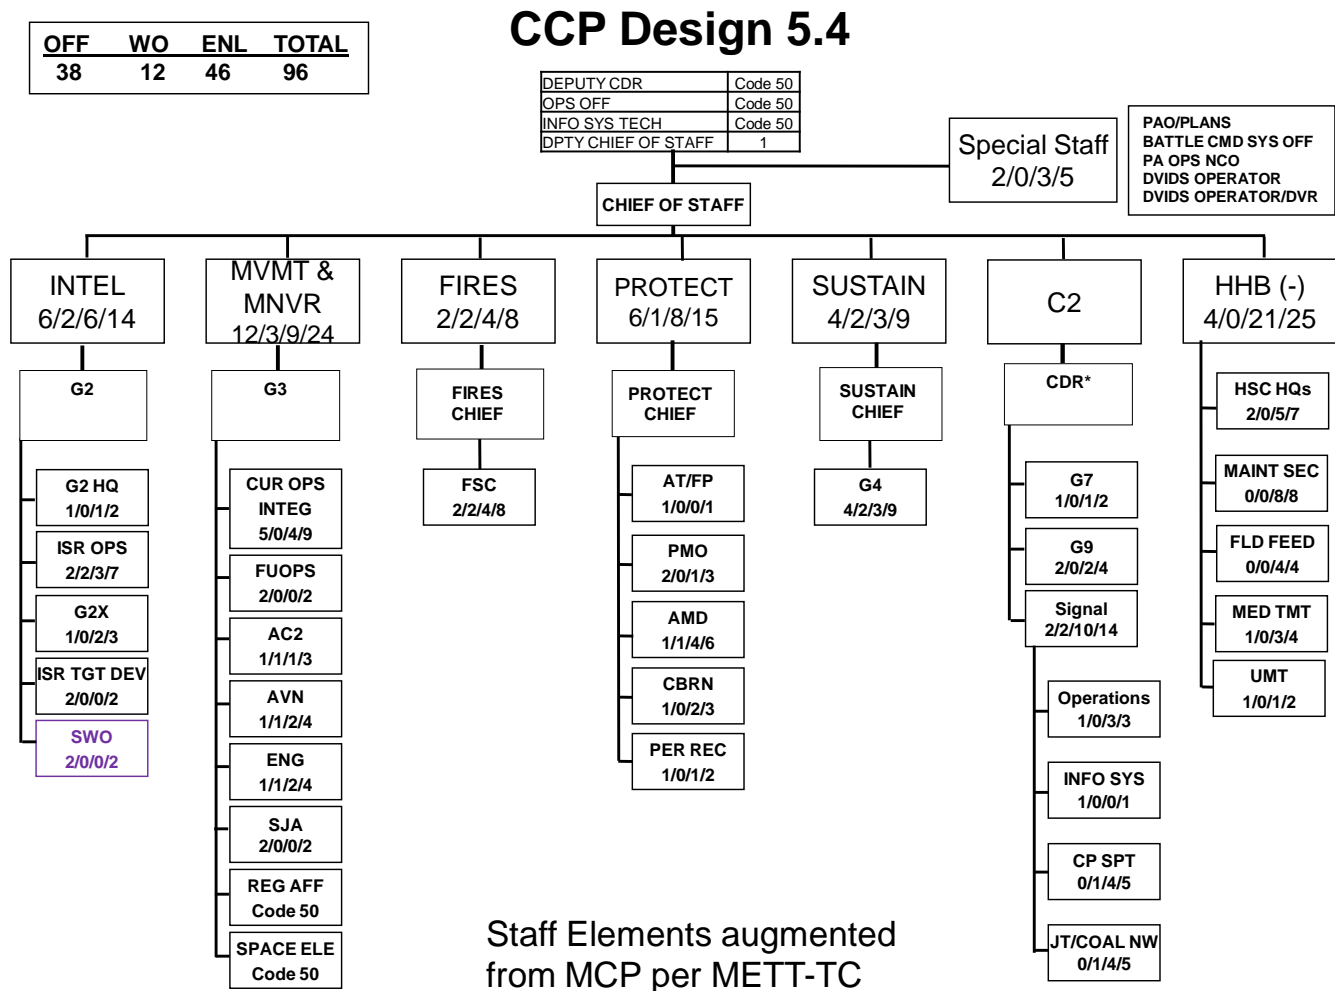 CCP Design 5.4
OFF WO ENL TOTAL
38 12 46 96
DEPUTY CDR Code 50
OPS OFF Code 50
INFO SYS TECH Code 50
DPTY CHIEF OF STAFF 1
Special Staff
2/0/3/5
PAO/PLANS
BATTLE CMD SYS OFF
PA OPS NCO
DVIDS OPERATOR
DVIDS OPERATOR/DVR
CHIEF OF STAFF
INTEL
6/2/6/14
G2
G2 HQ
1/0/1/2
ISR OPS
2/2/3/7
G2X
1/0/2/3
ISR TGT DEV
2/0/0/2
SWO
2/0/0/2
MVMT &
MNVR
12/3/9/24
G3
CUR OPS
INTEG
5/0/4/9
FUOPS
2/0/0/2
AC2
1/1/1/3
AVN
1/1/2/4
ENG
1/1/2/4
SJA
2/0/0/2
REG AFF
Code 50
SPACE ELE
Code 50
FIRES
2/2/4/8
FIRES
CHIEF
FSC
2/2/4/8
PROTECT
6/1/8/15
PROTECT
CHIEF
AT/FP
1/0/0/1
PMO
2/0/1/3
AMD
1/1/4/6
CBRN
1/0/2/3
PER REC
1/0/1/2
SUSTAIN
4/2/3/9
SUSTAIN
CHIEF
G4
4/2/3/9
C2
CDR*
G7
1/0/1/2
G9
2/0/2/4
Signal
2/2/10/14
Operations
1/0/3/3
INFO SYS
1/0/0/1
CP SPT
0/1/4/5
JT/COAL NW
0/1/4/5
HHB (-)
4/0/21/25
HSC HQs
2/0/5/7
MAINT SEC
0/0/8/8
FLD FEED
0/0/4/4
MED TMT
1/0/3/4
UMT
1/0/1/2
Staff Elements augmented
from MCP per METT-TC